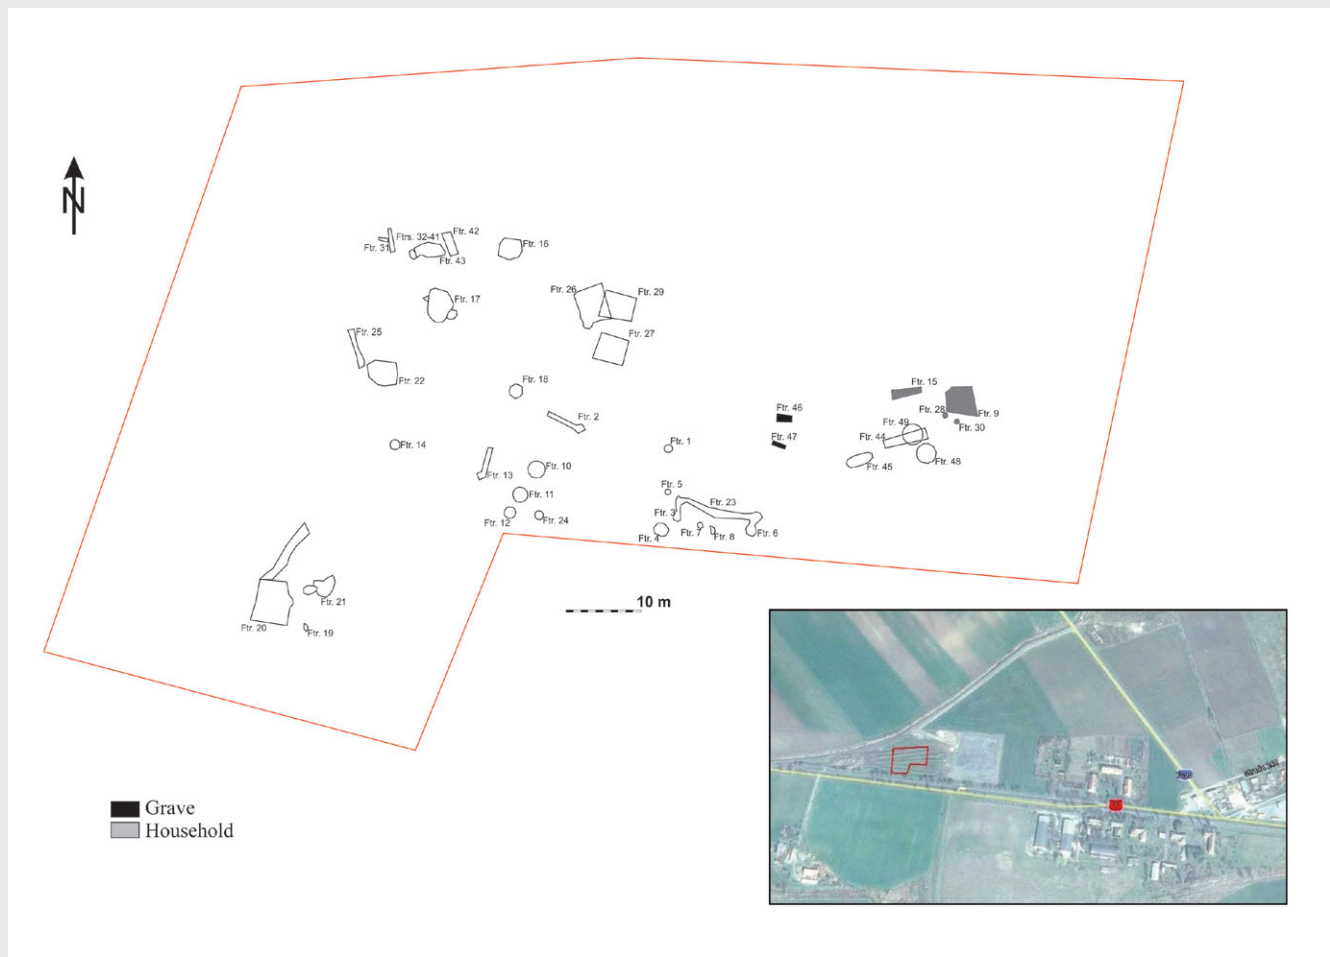 N
Ftr. 42
Ftrs. 32-41
Ftr. 31
Ftr. 43
Ftr. 16
Ftr. 17
Ftr. 26
Ftr. 29
Ftr. 27
Ftr. 25
Ftr. 22
Ftr. 18
Ftr. 2
Ftr. 15
Ftr. 46
Ftr. 28
Ftr. 9
Ftr. 30
Ftr. 49
Ftr. 47
Ftr. 44
Ftr. 14
Ftr. 1
Ftr. 45
Ftr. 48
Ftr. 13
Ftr. 10
Ftr. 5
Ftr. 11
Ftr. 23
Ftr. 3
Ftr. 12
Ftr. 24
Ftr. 4
Ftr. 7
Ftr. 8
Ftr. 6
Ftr. 21
Ftr. 20
Ftr. 19
10 m
Grave
Household